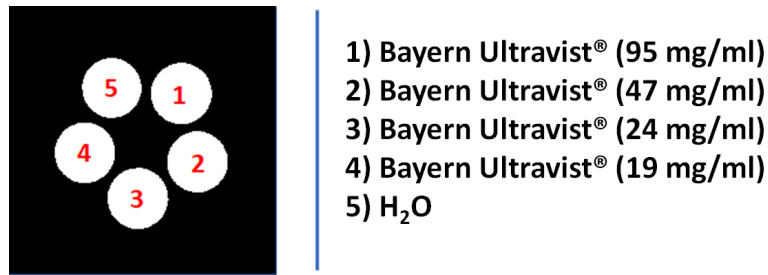 5
1
4
2
3
1) Bayern Ultravist® (95 mg/ml)
2) Bayern Ultravist® (47 mg/ml)
3) Bayern Ultravist® (24 mg/ml)
4) Bayern Ultravist® (19 mg/ml)
5) H₂O